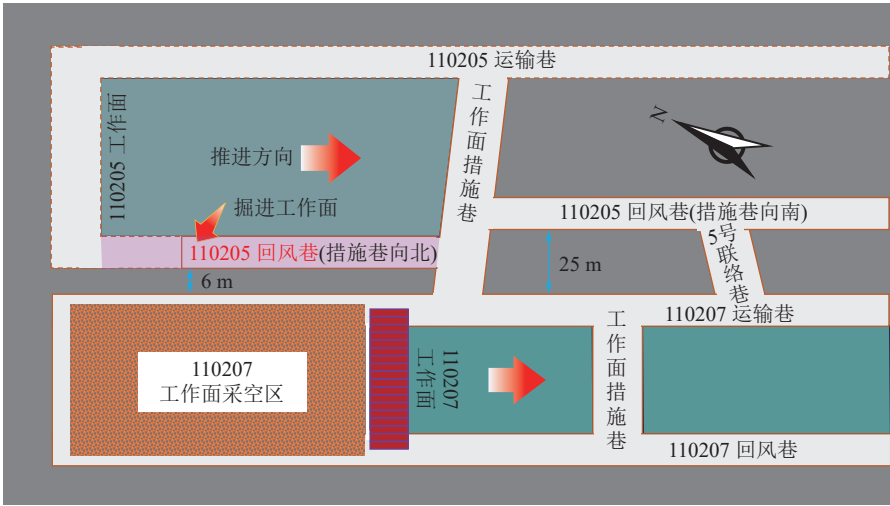 110205 运输巷
110205 工作面
推进方向
工作面措施巷
N
掘进工作面
110205 回风巷(措施巷向南)
110205 回风巷(措施巷向北)
6 m
25 m
5号联络巷
110207 运输巷
110207
工作面采空区
110207
工作面
工作面措施巷
110207 回风巷